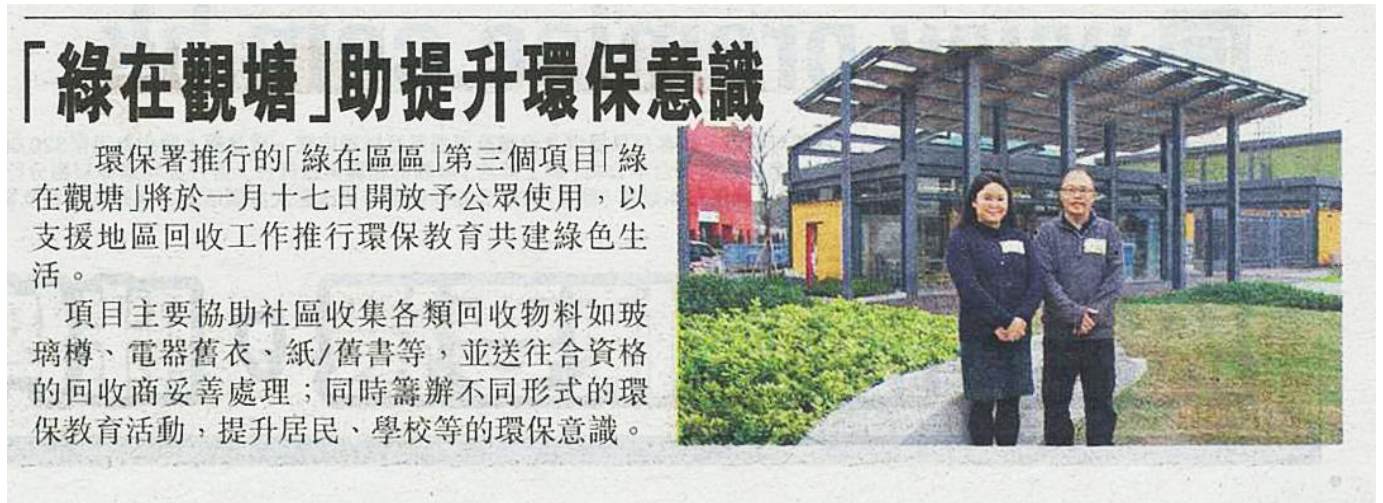 「綠在觀塘」助提升環保意識
環保署推行的「綠在區區」第三個項目「綠
在觀塘」將於一月十七日開放予公眾使用，以
支援地區回收工作推行環保教育共建綠色生
活。
項目主要協助社區收集各類回收物料如玻
璃樽、電器舊衣、紙/舊書等，並送往合資格
的回收商妥善處理；同時籌辦不同形式的環
保教育活動，提升居民、學校等的環保意識。